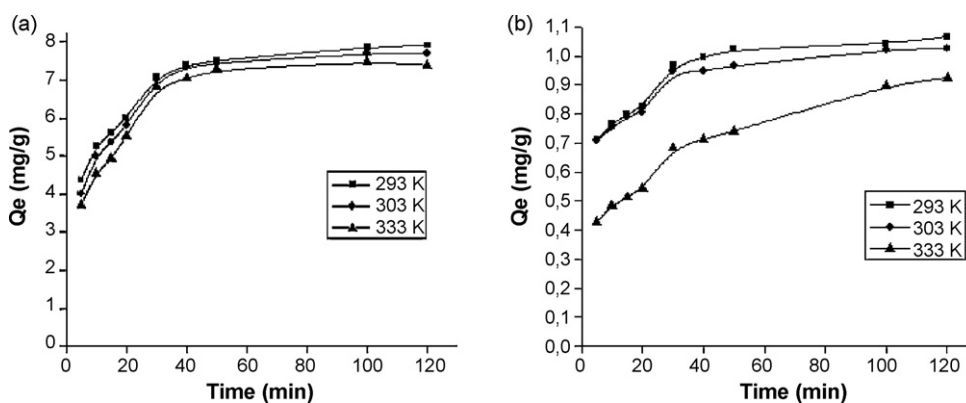 (a)
Qe (mg/g)
8
7
6
5
4
3
2
1
0
0 20 40 60 80 100 120
Time (min)
293 K
303 K
333 K
(b)
Qe (mg/g)
1,1
1,0
0,9
0,8
0,7
0,6
0,5
0,4
0,3
0,2
0,1
0,0
0 20 40 60 80 100 120
Time (min)
293 K
303 K
333 K